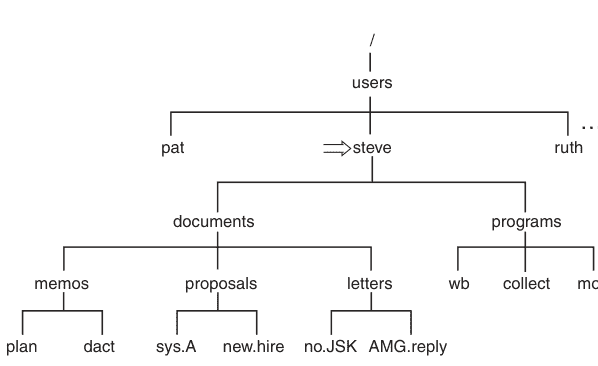 /
users
pat steve ruth ..
documents programs
memos proposals letters wb collect
plan dact sys.A new.hire no.JSK AMG.reply